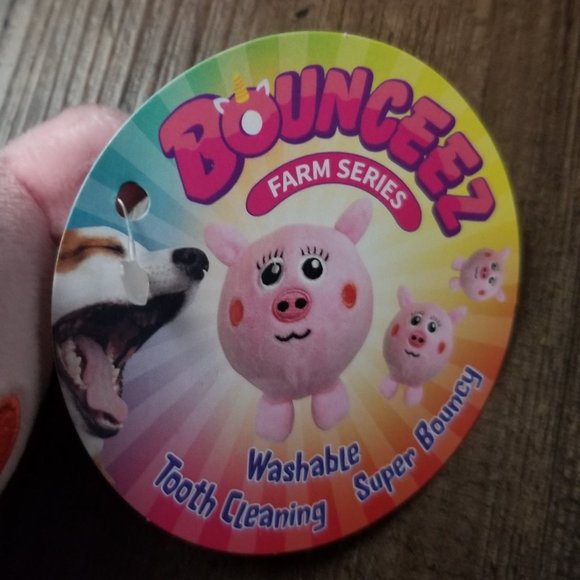 BOUNCEEZ
FARM SERIES
Washable
Tooth Cleaning
Super Bouncy